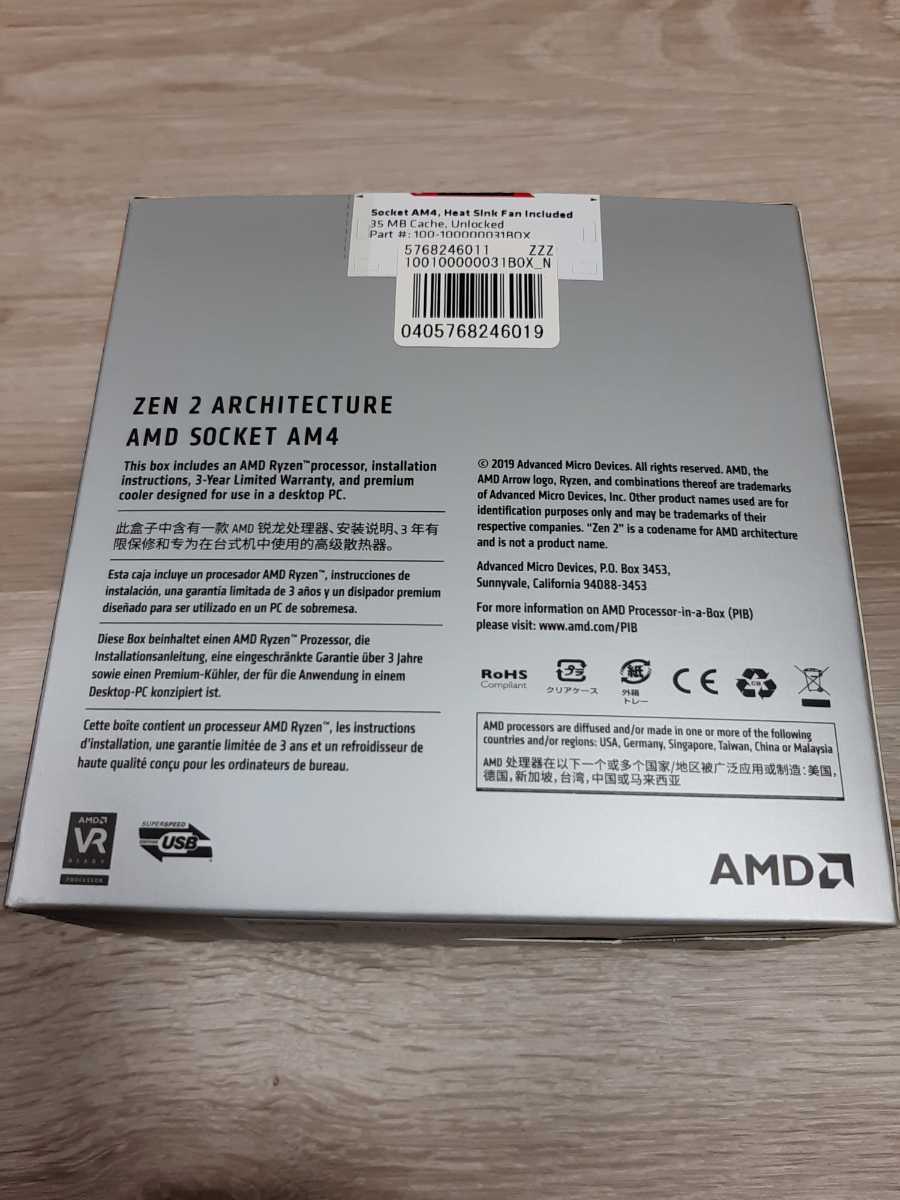 Socket AM4, Heat Sink Fan Included
35 MB Cache, Unlocked
Part #: 100-100000031BOX
5768246011 ZZZ
100100000031BOX_N
0405768246019
ZEN 2 ARCHITECTURE
AMD SOCKET AM4
This box includes an AMD Ryzen™processor, installation
instructions, 3-Year Limited Warranty, and premium
cooler designed for use in a desktop PC.
此盒子中含有一款 AMD 锐龙处理器、安装说明、3 年有
限保修和专为在台式机中使用的高级散热器。
Esta caja incluye un procesador AMD Ryzen™, instrucciones de
instalación, una garantía limitada de 3 años y un disipador premium
diseñado para ser utilizado en un PC de sobremesa.
Diese Box beinhaltet einen AMD Ryzen™ Prozessor, die
Installationsanleitung, eine eingeschränkte Garantie über 3 Jahre
sowie einen Premium-Kühler, der für die Anwendung in einem
Desktop-PC konzipiert ist.
Cette boîte contient un processeur AMD Ryzen™, les instructions
d'installation, une garantie limitée de 3 ans et un refroidisseur de
haute qualité conçu pour les ordinateurs de bureau.
© 2019 Advanced Micro Devices. All rights reserved. AMD, the
AMD Arrow logo, Ryzen, and combinations thereof are trademarks
of Advanced Micro Devices, Inc. Other product names used are for
identification purposes only and may be trademarks of their
respective companies. "Zen 2" is a codename for AMD architecture
and is not a product name.
Advanced Micro Devices, P.O. Box 3453,
Sunnyvale, California 94088-3453
For more information on AMD Processor-in-a-Box (PIB)
please visit: www.amd.com/PIB
RoHS
Compliant
プラ
クリアケース
紙
外箱
トレー
CE
AMD processors are diffused and/or made in one or more of the following
countries and/or regions: USA, Germany, Singapore, Taiwan, China or Malaysia
AMD 处理器在以下一个或多个国家/地区被广泛应用或制造：美国，
德国，新加坡，台湾，中国或马来西亚
AMD
VR
READY
PROCESSOR
SUPERSPEED
CERTIFIED USB
AMD